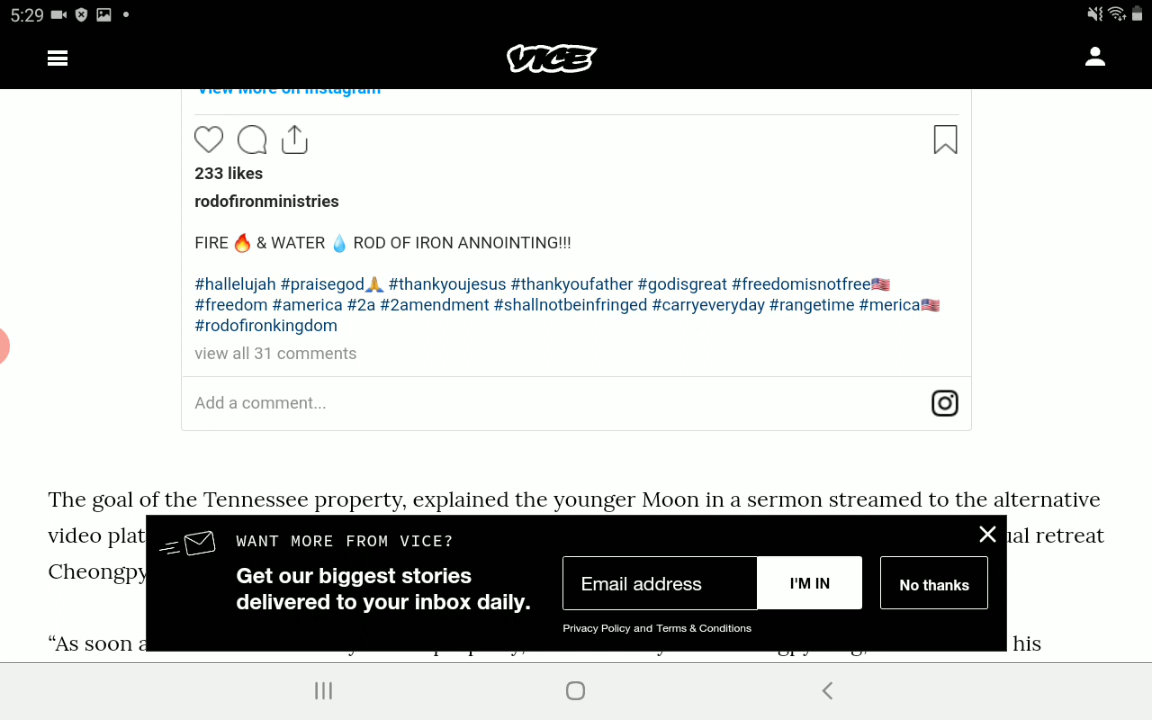 5:29
VICE
View More on Instagram
233 likes
rodofironministries
FIRE 🔥 & WATER 💧 ROD OF IRON ANNOINTING!!!
#hallelujah #praisegod🙏 #thankyoujesus #thankyoufather #godisgreat #freedomisnotfree🇺🇸
#freedom #america #2a #2amendment #shallnotbeinfringed #carryeveryday #rangetime #merica🇺🇸
#rodofironkingdom
view all 31 comments
Add a comment...
The goal of the Tennessee property, explained the younger Moon in a sermon streamed to the alternative
video plat
retreat
Cheongpy
“As soon a
his
WANT MORE FROM VICE?
Get our biggest stories
delivered to your inbox daily.
Email address
I'M IN
No thanks
Privacy Policy and Terms & Conditions